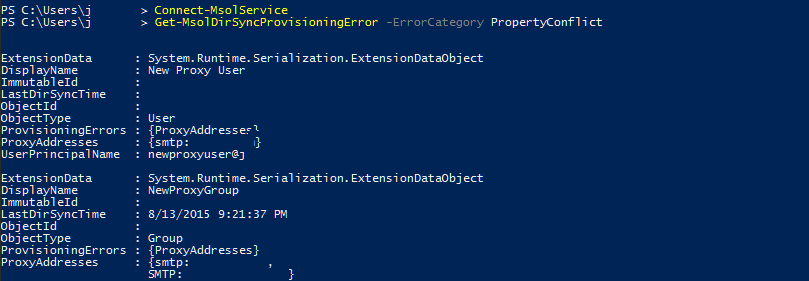 PS C:\Users\j > Connect-MsolService
PS C:\Users\j > Get-MsolDirSyncProvisioningError -ErrorCategory PropertyConflict
ExtensionData : System.Runtime.Serialization.ExtensionDataObject
DisplayName : New Proxy User
ImmutableId :
LastDirSyncTime :
ObjectId :
ObjectType : User
ProvisioningErrors : {ProxyAddresses}
ProxyAddresses : {smtp: }
UserPrincipalName : newproxyuser@j
ExtensionData : System.Runtime.Serialization.ExtensionDataObject
DisplayName : NewProxyGroup
ImmutableId :
LastDirSyncTime : 8/13/2015 9:21:37 PM
ObjectId :
ObjectType : Group
ProvisioningErrors : {ProxyAddresses}
ProxyAddresses : {smtp: ,
SMTP: }